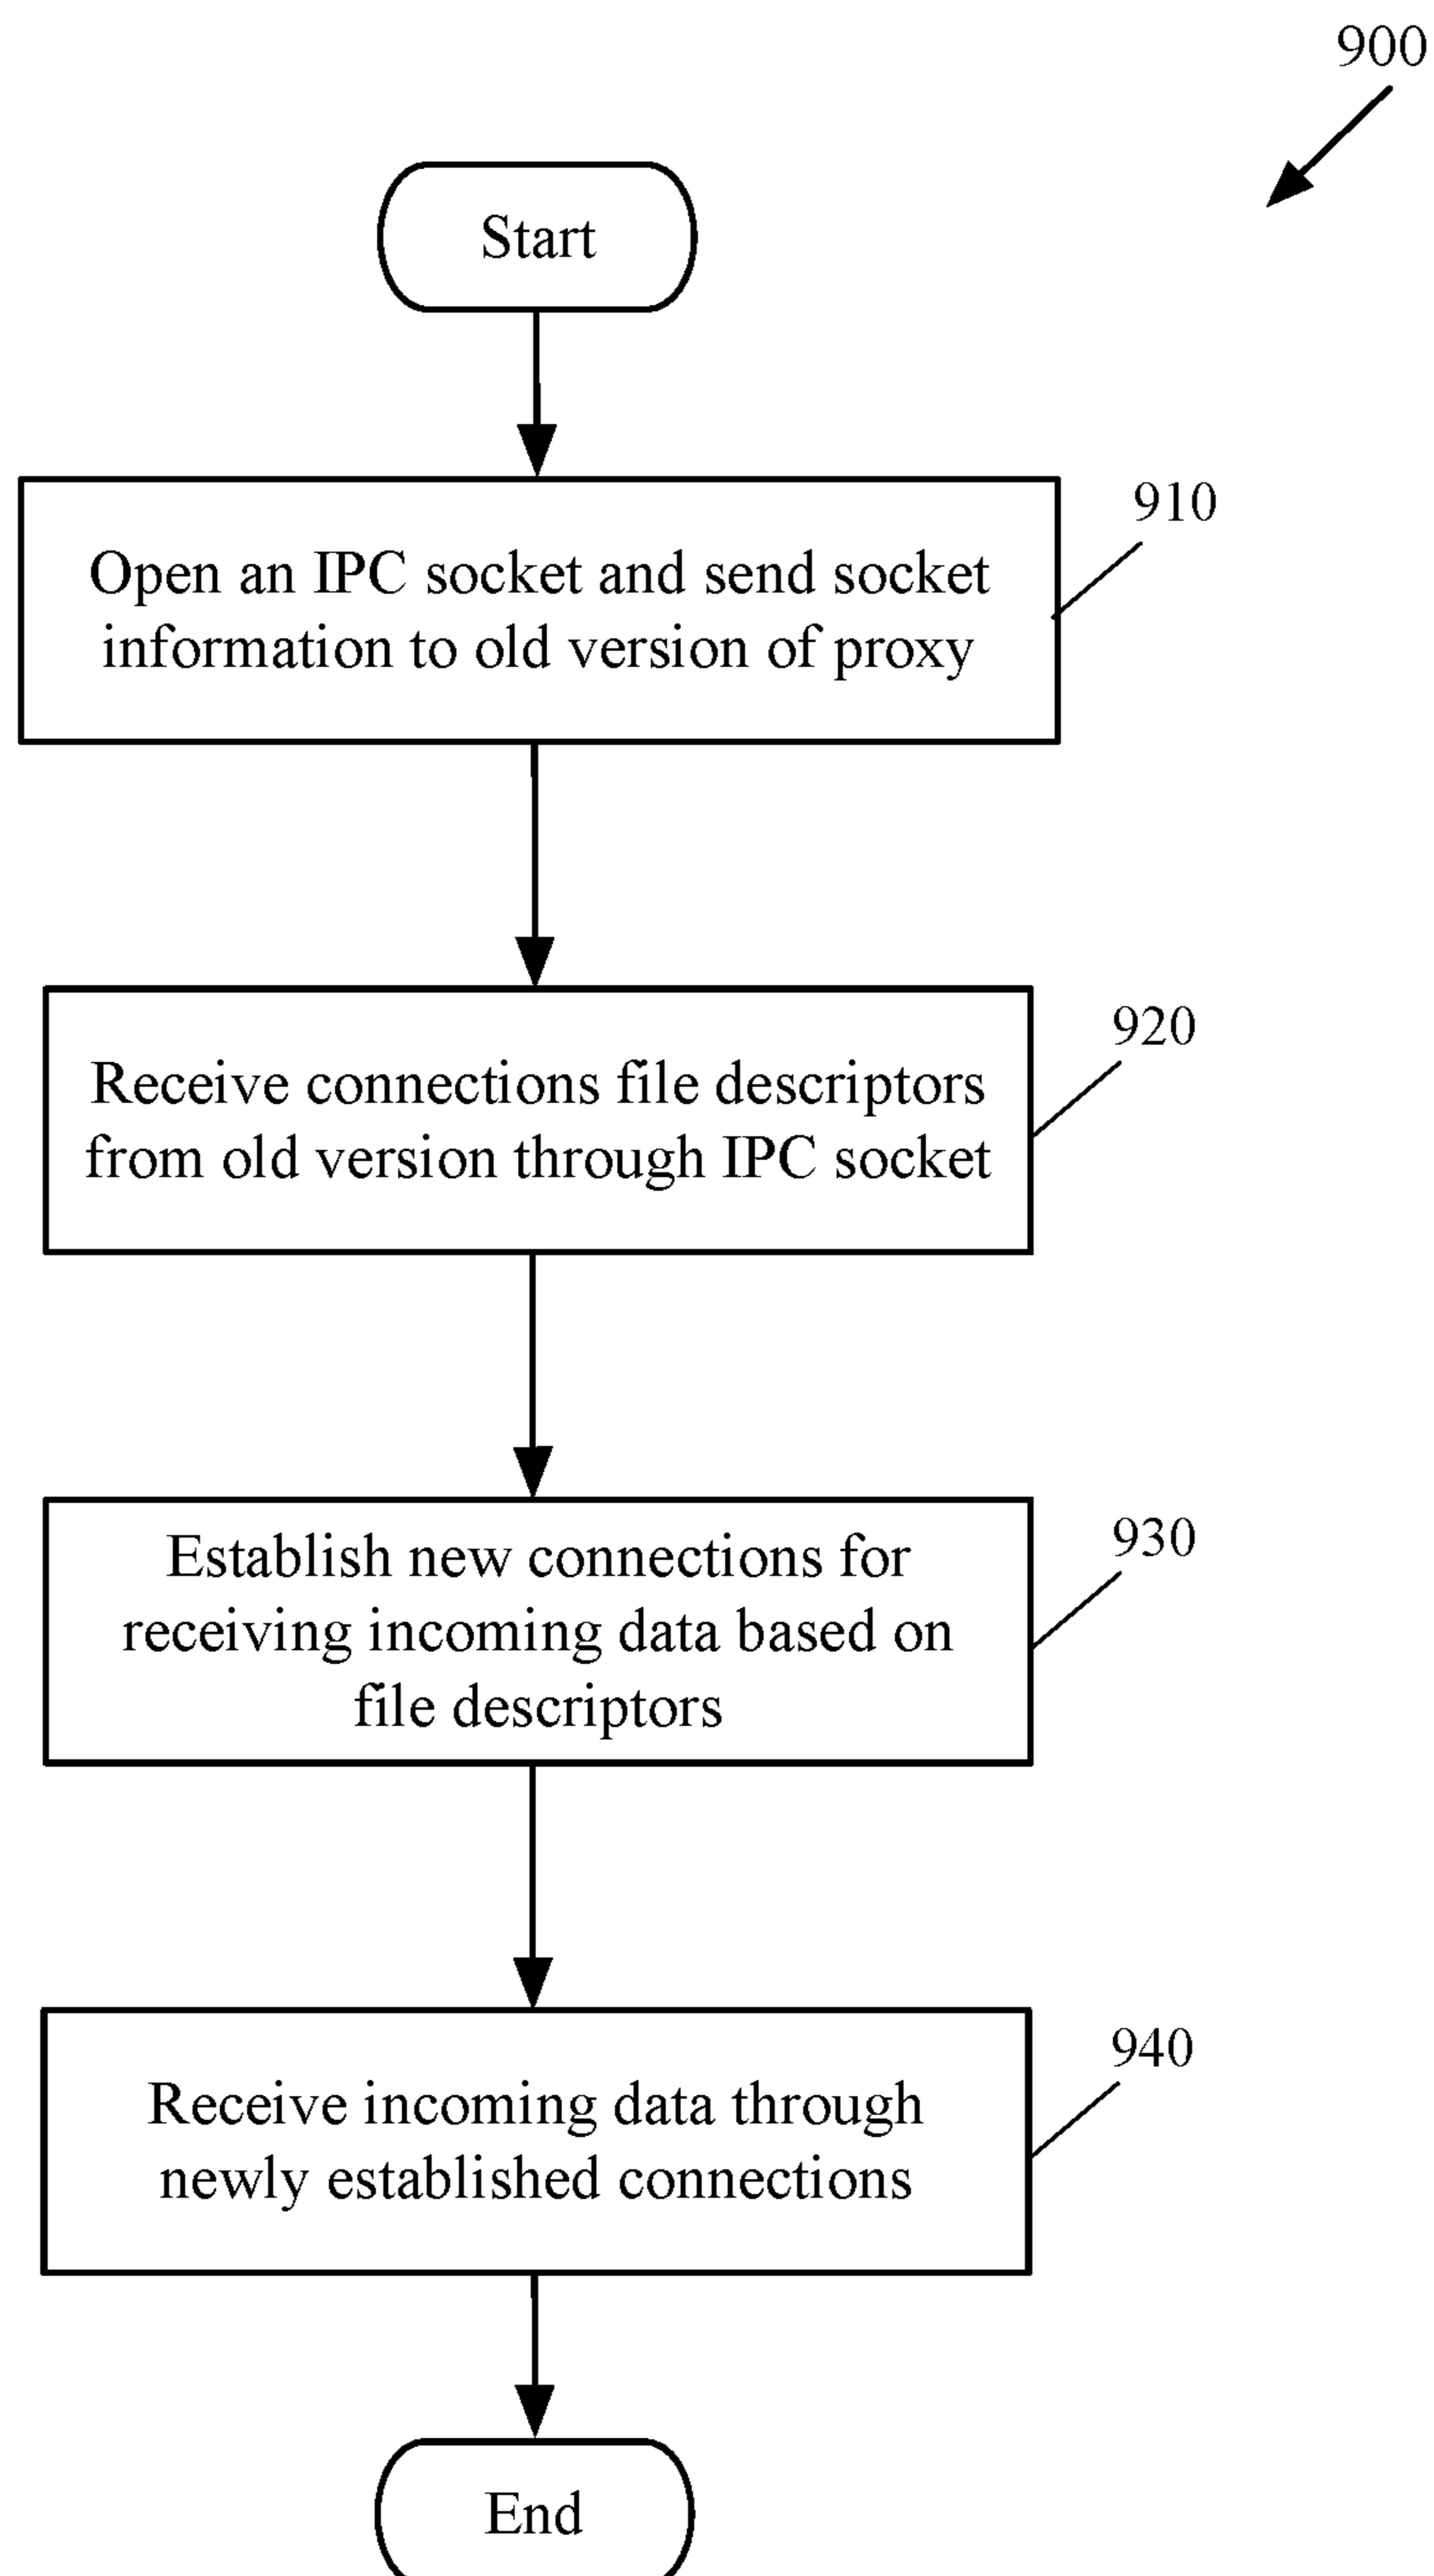 900
Start
910
Open an IPC socket and send socket
information to old version of proxy
920
Receive connections file descriptors
from old version through IPC socket
930
Establish new connections for
receiving incoming data based on
file descriptors
940
Receive incoming data through
newly established connections
End